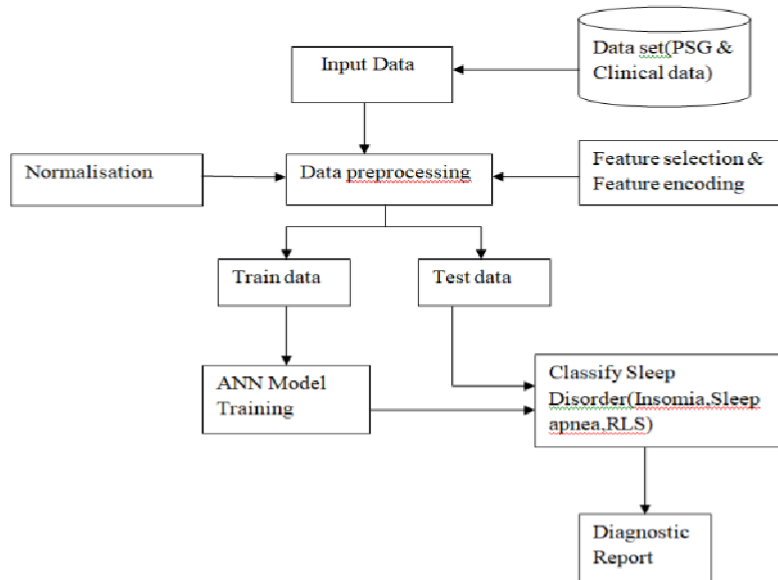 Data set(PSG &
Clinical data)
Input Data
Normalisation
Data preprocessing
Feature selection &
Feature encoding
Train data
Test data
ANN Model
Training
Classify Sleep
Disorder(Insomia,Sleep
apnea,RLS)
Diagnostic
Report